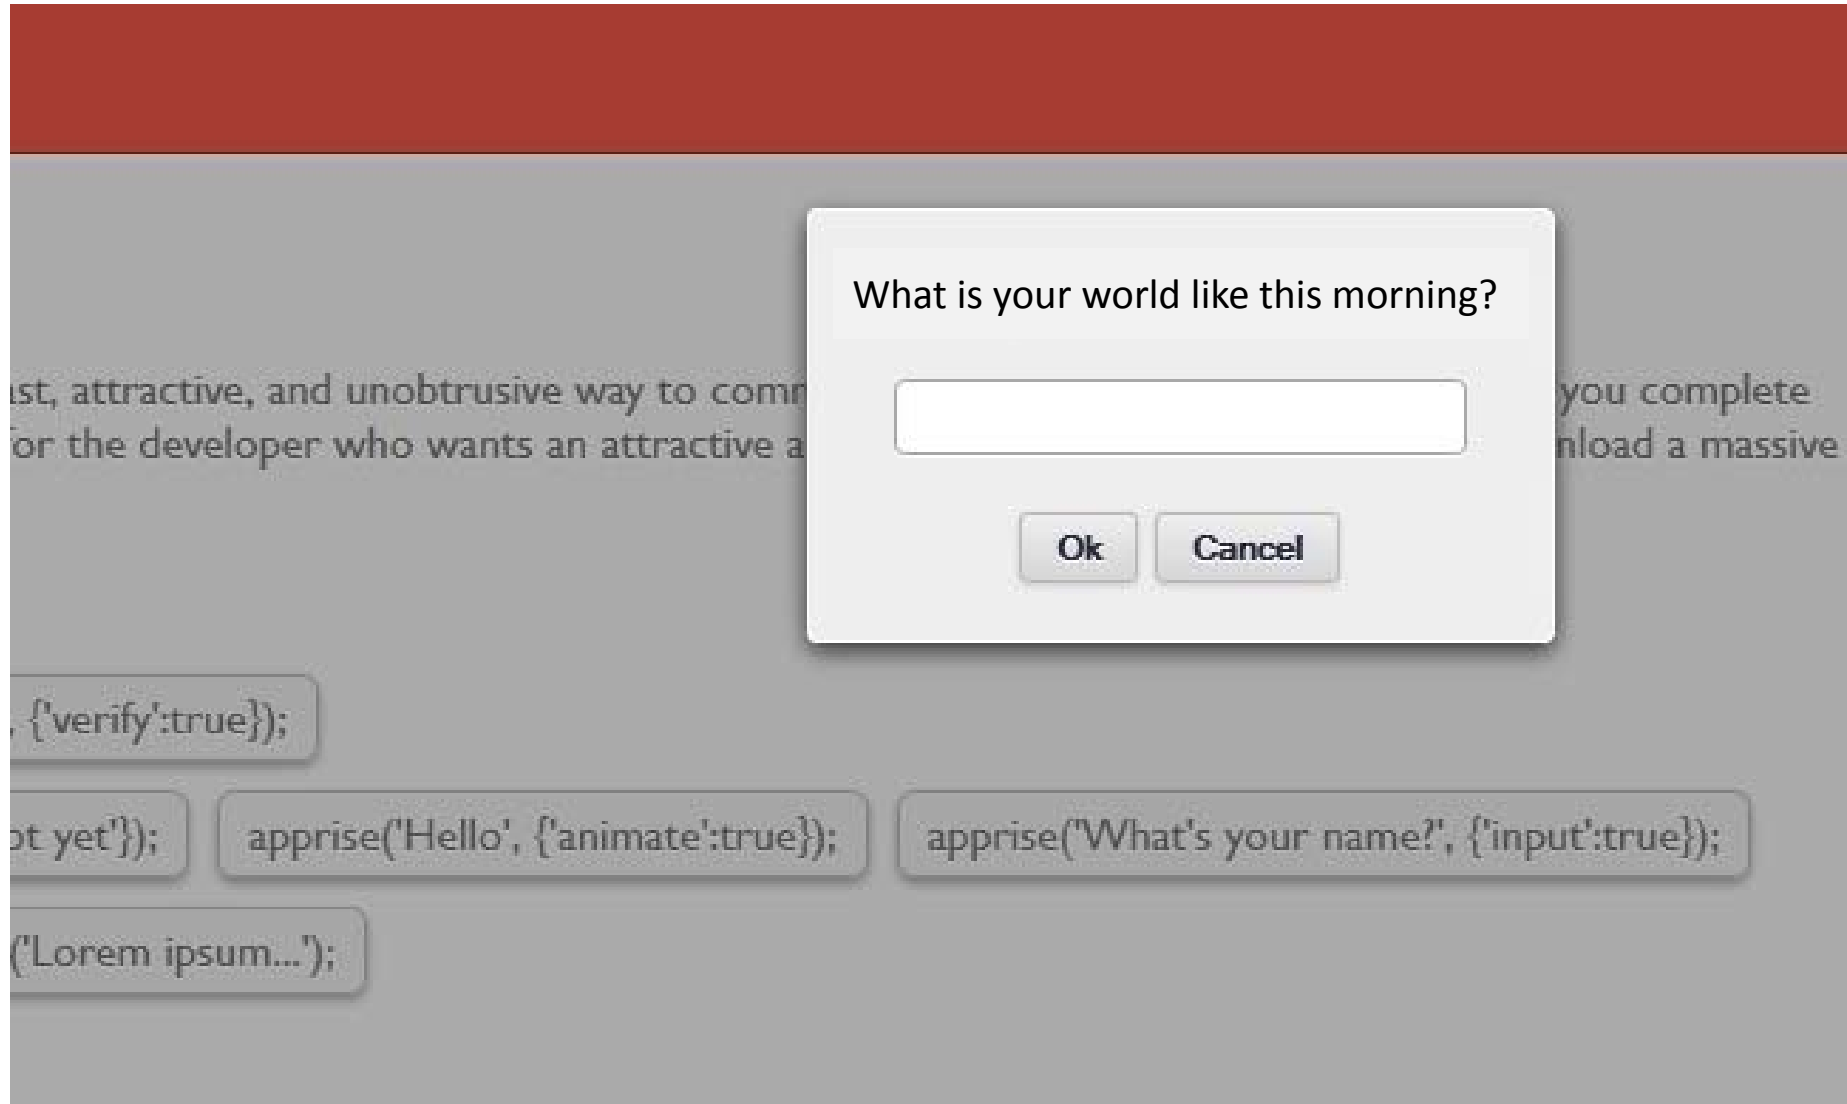 What is your world like this morning?
st, attractive, and unobtrusive way to com you complete
or the developer who wants an attractive a nload a massive
Ok Cancel
, {'verify':true});
ot yet'}); apprise('Hello', {'animate':true}); apprise('What's your name?', {'input':true});
('Lorem ipsum...');